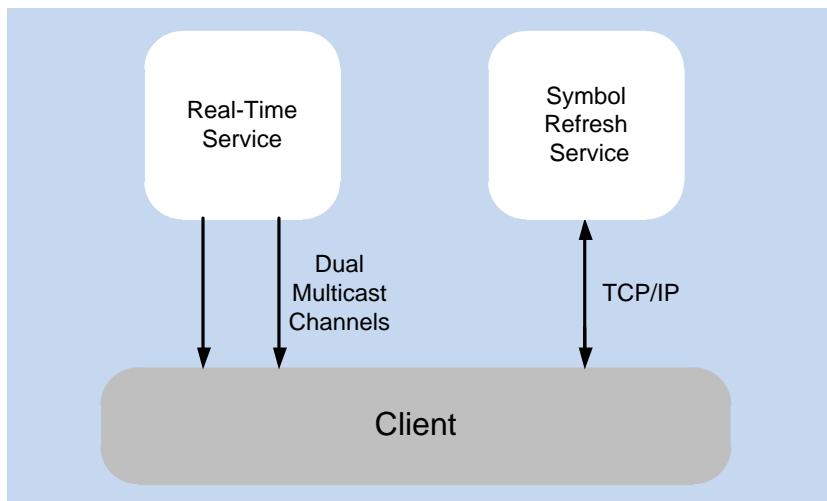 Real-Time
Service
Symbol
Refresh
Service
Dual
Multicast
Channels
TCP/IP
Client